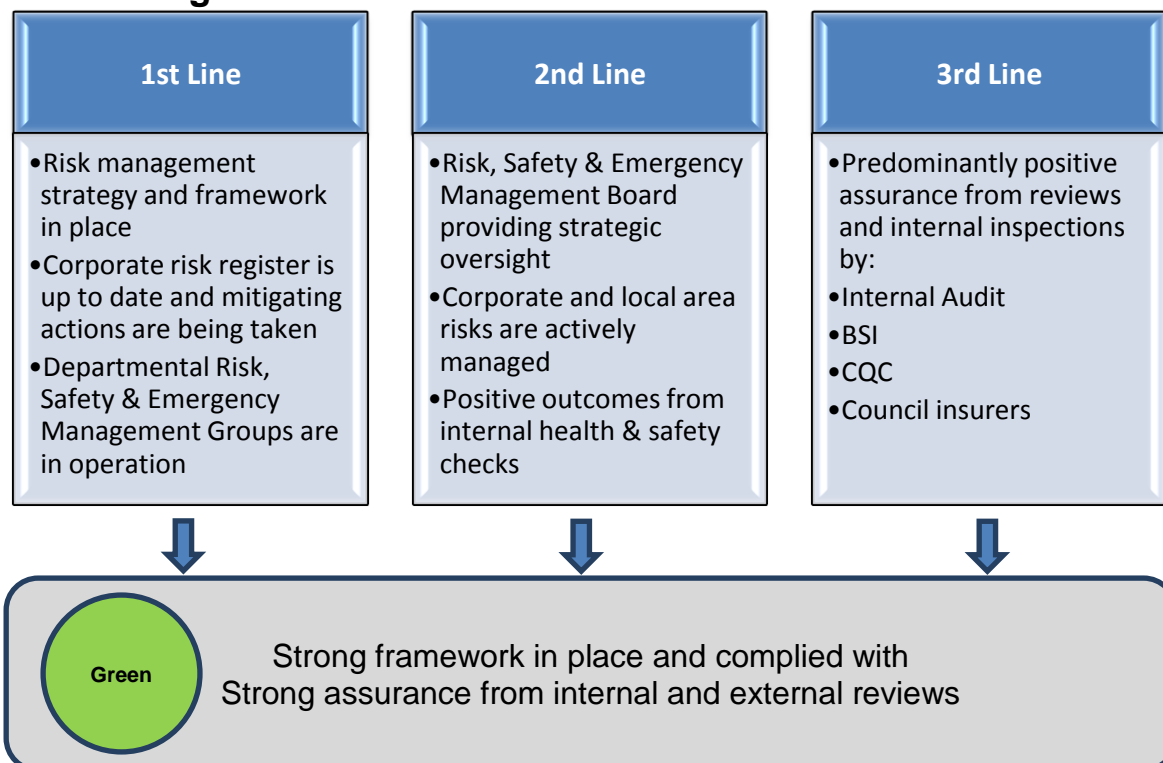 1st Line
•Risk management
strategy and framework
in place
•Corporate risk register is
up to date and mitigating
actions are being taken
•Departmental Risk,
Safety & Emergency
Management Groups are
in operation
2nd Line
•Risk, Safety & Emergency
Management Board
providing strategic
oversight
•Corporate and local area
risks are actively
managed
•Positive outcomes from
internal health & safety
checks
3rd Line
•Predominantly positive
assurance from reviews
and internal inspections
by:
•Internal Audit
•BSI
•CQC
•Council insurers
Green
Strong framework in place and complied with
Strong assurance from internal and external reviews